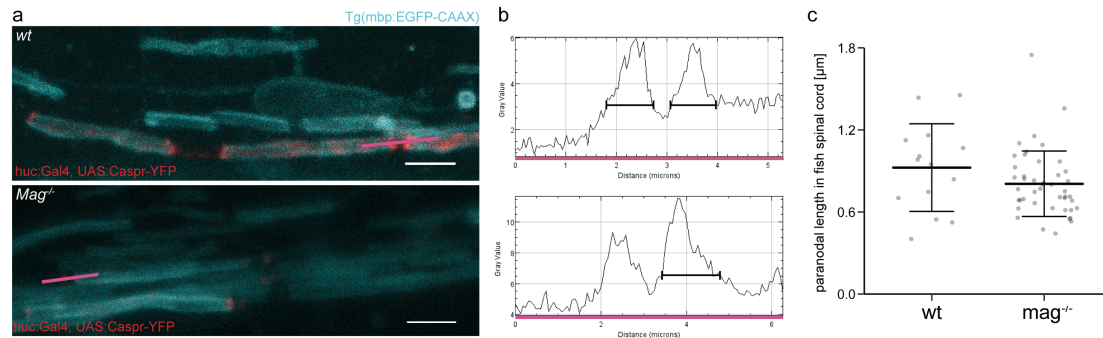 a
Tg(mbp:EGFP-CAAX)
wt
huc:Gal4, UAS:Caspr-YFP
Mag-/-
huc:Gal4, UAS:Caspr-YFP
b
Gray Value
6
4
2
0 1 2 3 4 5
Distance (microns)
Gray Value
10
8
6
4
0 2 4 6
Distance (microns)
c
paranodal length in fish spinal cord [µm]
1.8
1.2
0.6
0.0
wt mag-/-